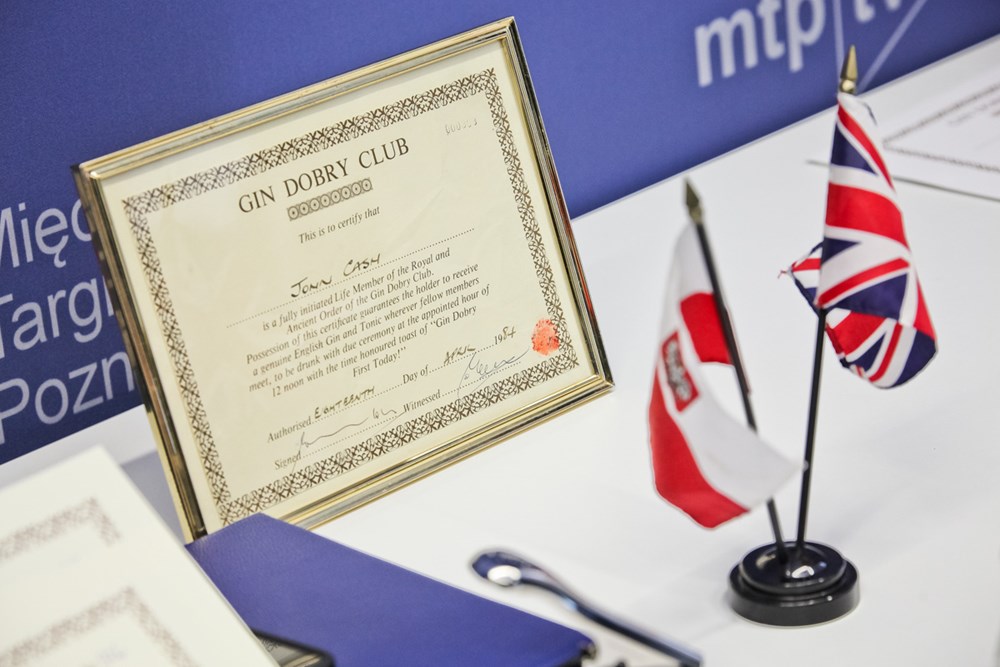 mtp tv
Mię
Targi
Pozn
GIN DOBRY CLUB
This is to certify that
JOHN CASH
is a fully initiated Life Member of the Royal and
Ancient Order of the Gin Dobry Club.
Possession of this certificate guarantees the holder to receive
a genuine English Gin and Tonic wherever fellow members
meet, to be drunk with due ceremony at the appointed hour of
12 noon with the time honoured toast of "Gin Dobry
First Today!"
Authorised EIGHTEENTH Day of APRIL 1984
Signed Witnessed